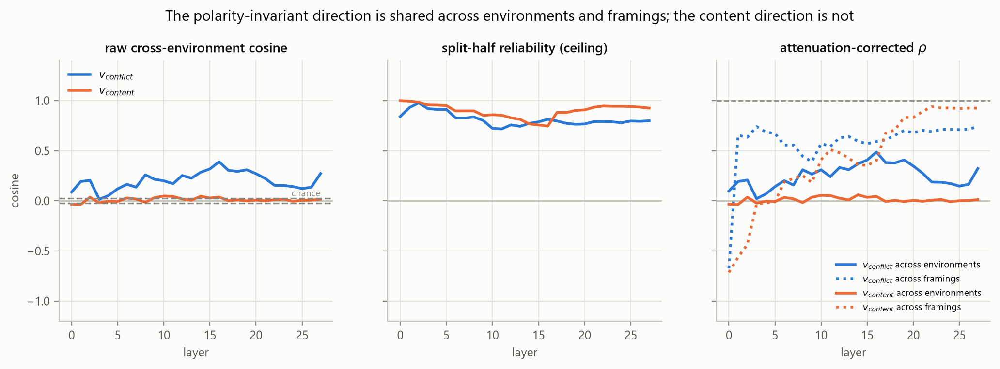 The polarity-invariant direction is shared across environments and framings; the content direction is not
raw cross-environment cosine
v_conflict
v_content
chance
cosine
1.0
0.5
0.0
−0.5
−1.0
0 5 10 15 20 25
layer
split-half reliability (ceiling)
0 5 10 15 20 25
layer
attenuation-corrected ρ
v_conflict across environments
v_conflict across framings
v_content across environments
v_content across framings
0 5 10 15 20 25
layer